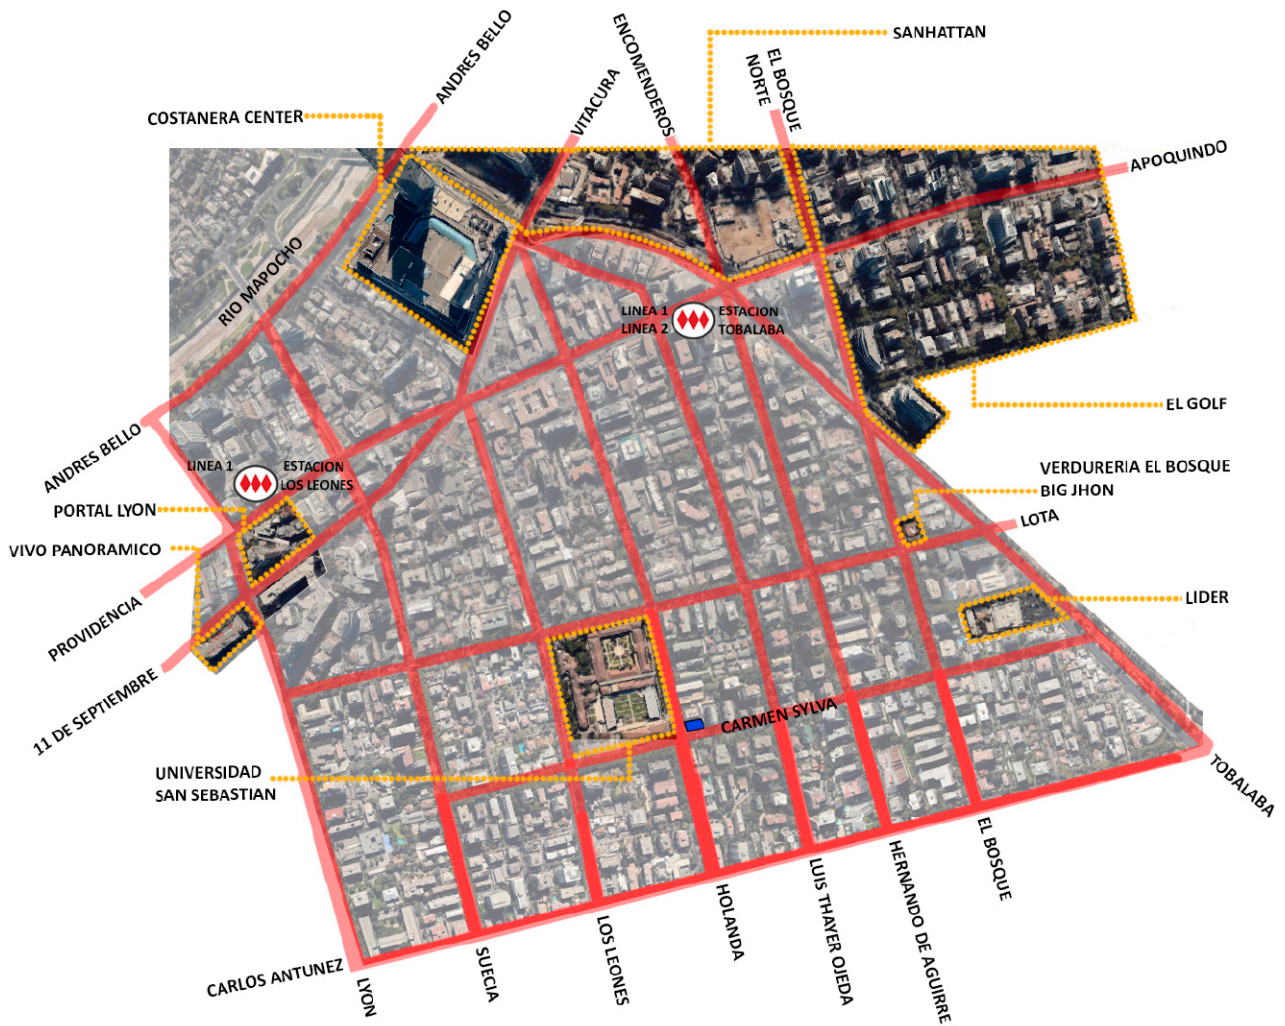 ANDRES BELLO
ENCOMENDEROS
SANHATTAN
EL BOSQUE
NORTE
VITACURA
COSTANERA CENTER
APOQUINDO
RIO MAPOCHO
LINEA 1
LINEA 2
ESTACION
TOBALABA
EL GOLF
ANDRES BELLO
LINEA 1
ESTACION
LOS LEONES
VERDURERIA EL BOSQUE
BIG JHON
PORTAL LYON
LOTA
VIVO PANORAMICO
PROVIDENCIA
LIDER
11 DE SEPTIEMBRE
CARMEN SYLVA
UNIVERSIDAD
SAN SEBASTIAN
TOBALABA
EL BOSQUE
HERNANDO DE AGUIRRE
LUIS THAYER OJEDA
HOLANDA
LOS LEONES
SUECIA
CARLOS ANTUNEZ
LYON